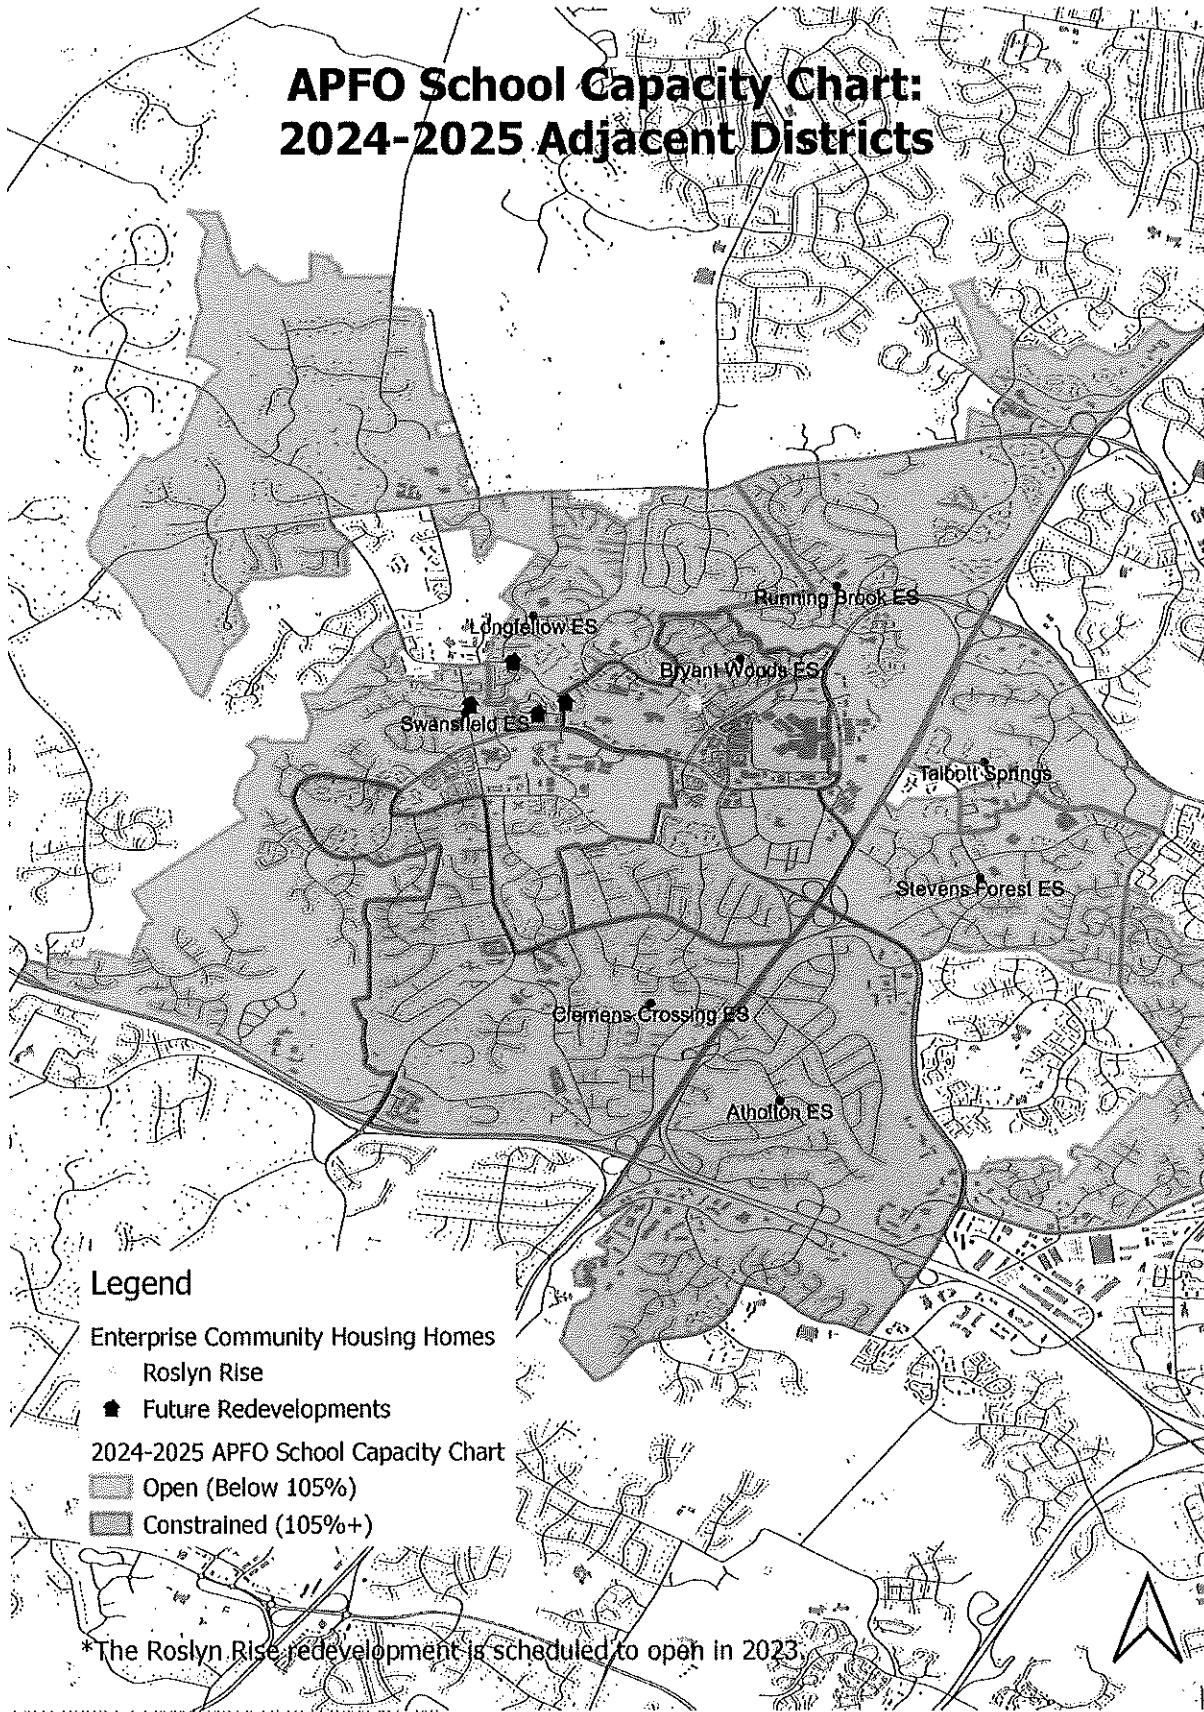 APFO School Capacity Chart:
2024-2025 Adjacent Districts
Running Brook ES
Longfellow ES
Bryant Woods ES
Swansfield ES
Talbott Springs
Stevens Forest ES
Clemens Crossing ES
Atholton ES
Legend
Enterprise Community Housing Homes
Roslyn Rise
Future Redevelopments
2024-2025 APFO School Capacity Chart
Open (Below 105%)
Constrained (105%+)
*The Roslyn Rise redevelopment is scheduled to open in 2023.